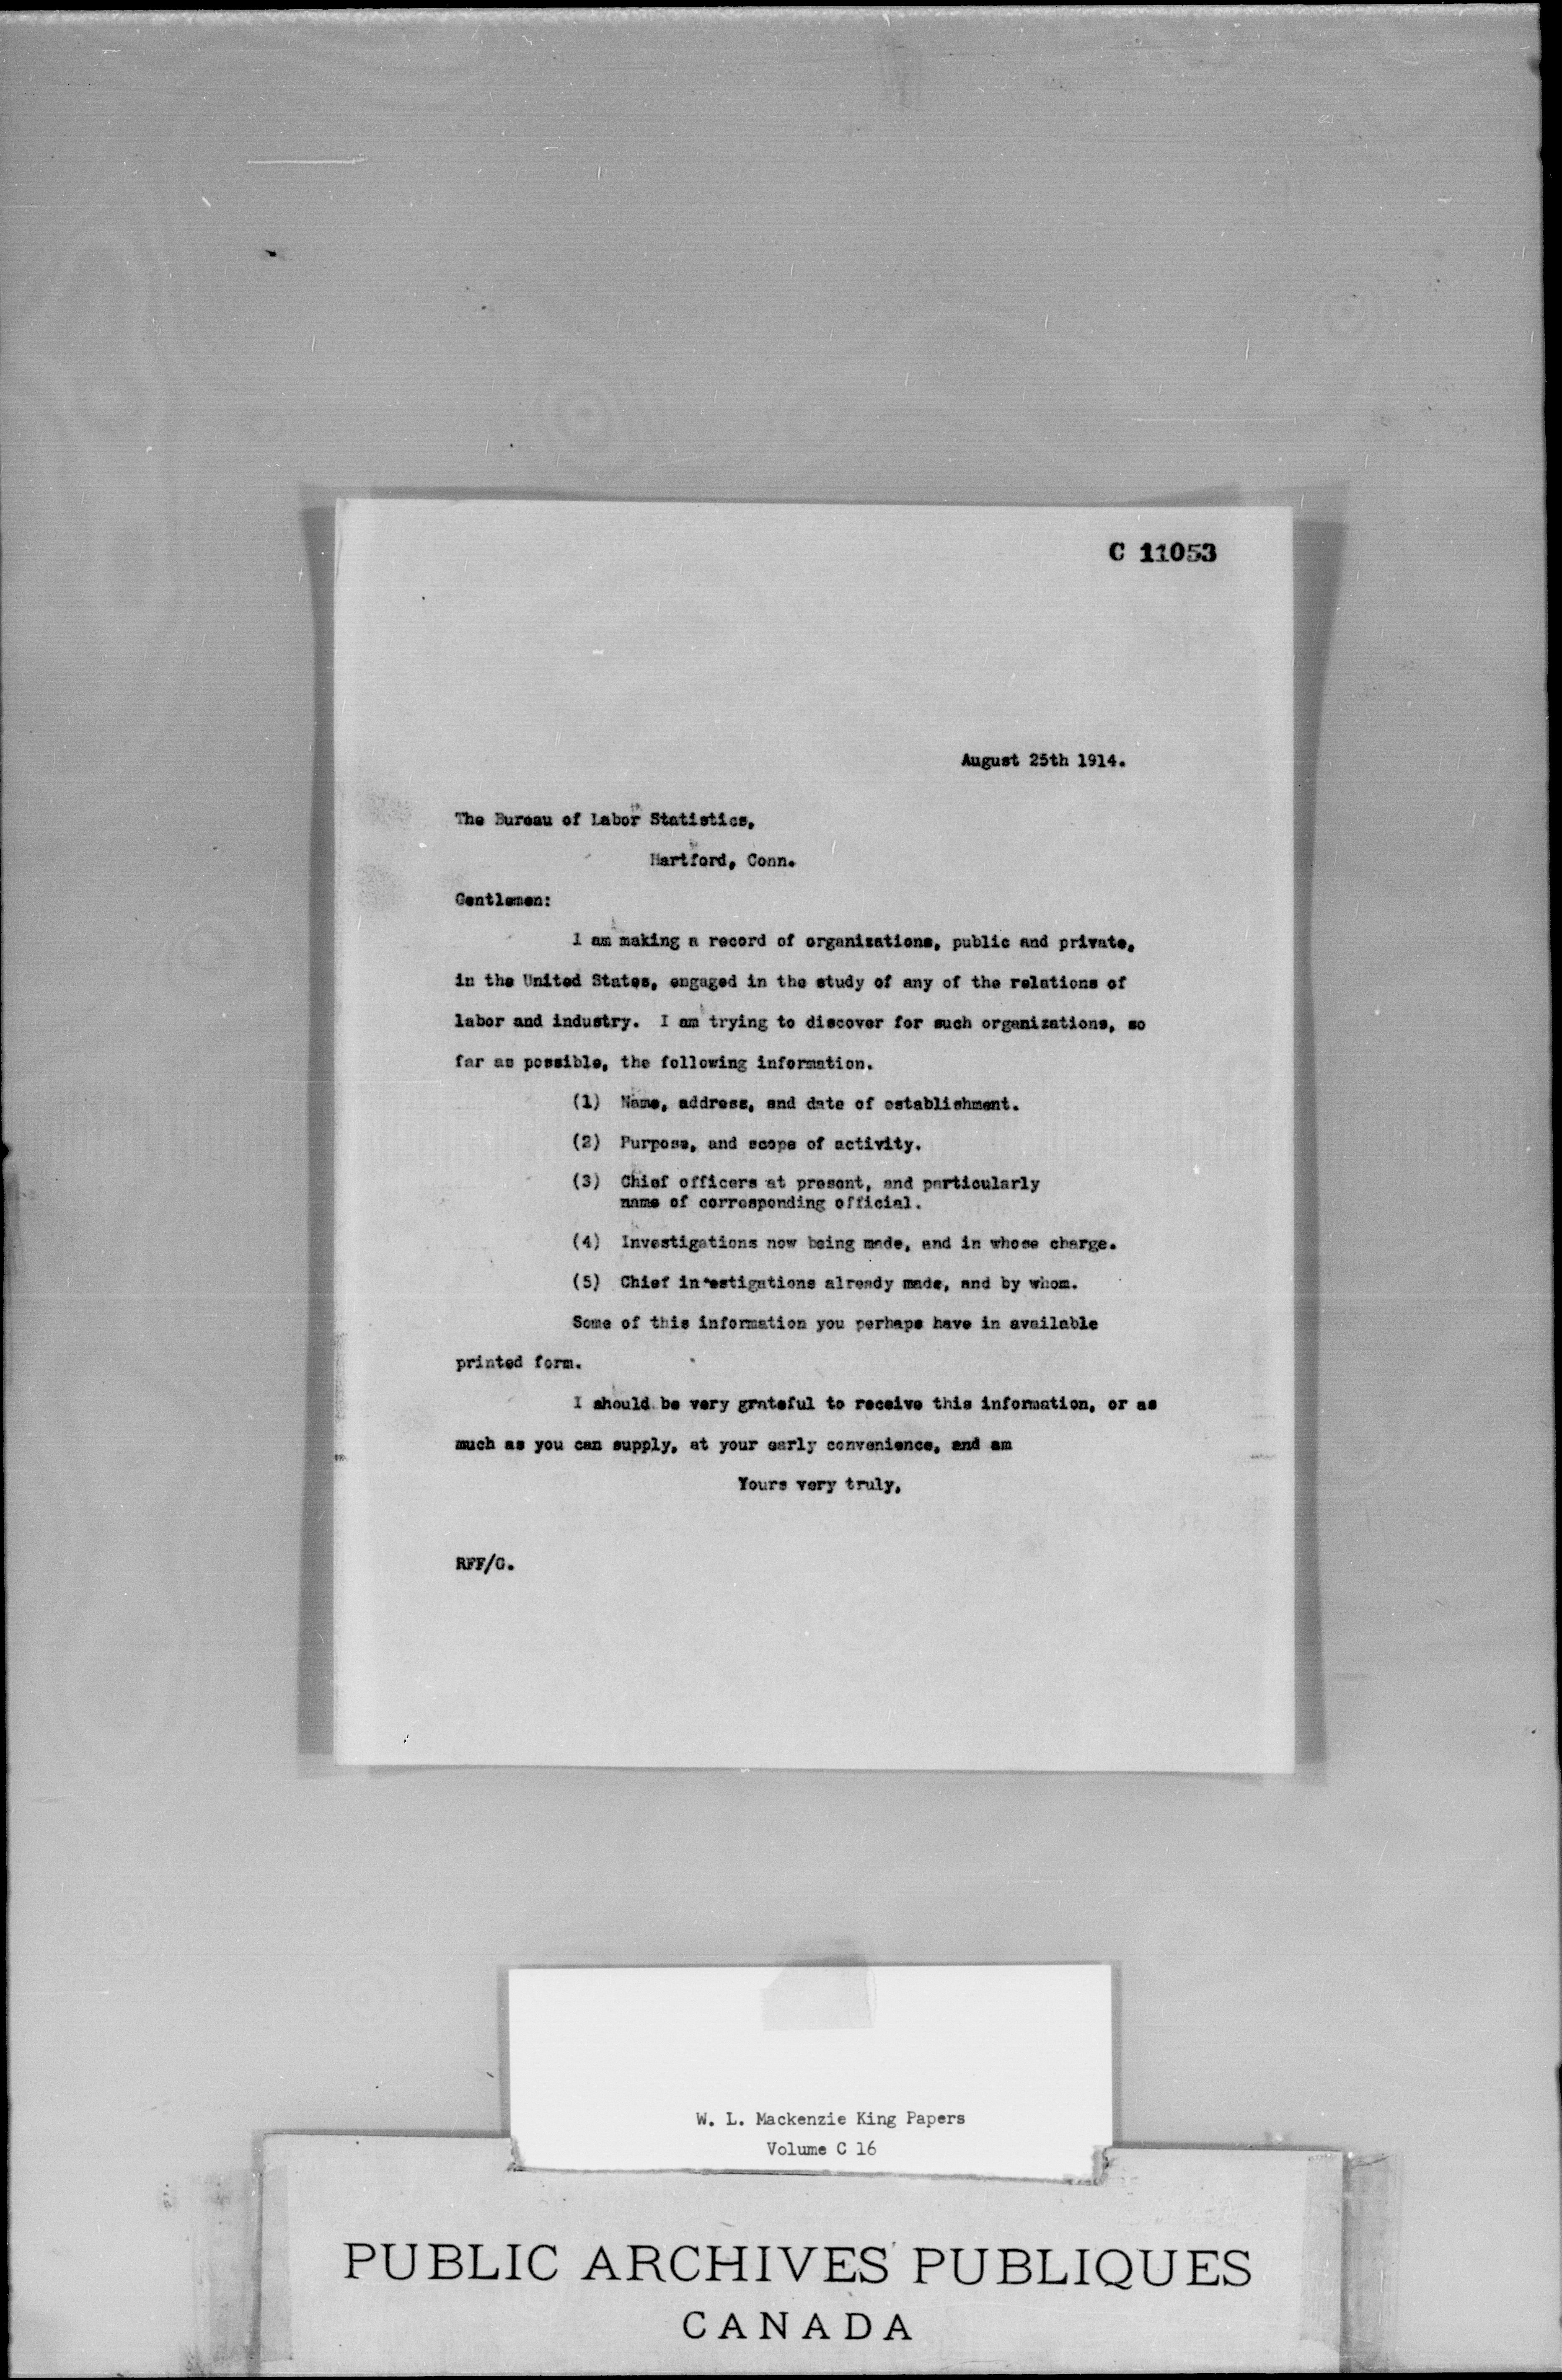 C 11053
August 25th 1914.
The Bureau of Labor Statistics,
Hartford, Conn.
Gentlemen:
I am making a record of organizations, public and private,
in the United States, engaged in the study of any of the relations of
labor and industry. I am trying to discover for such organizations, so
far as possible, the following information.
(1) Name, address, and date of establishment.
(2) Purpose, and scope of activity.
(3) Chief officers at present, and particularly
name of corresponding official.
(4) Investigations now being made, and in whose charge.
(5) Chief investigations already made, and by whom.
Some of this information you perhaps have in available
printed form.
I should be very grateful to receive this information, or as
much as you can supply, at your early convenience, and am
Yours very truly,
RFF/G.
W. L. Mackenzie King Papers
Volume C 16
PUBLIC ARCHIVES PUBLIQUES
CANADA